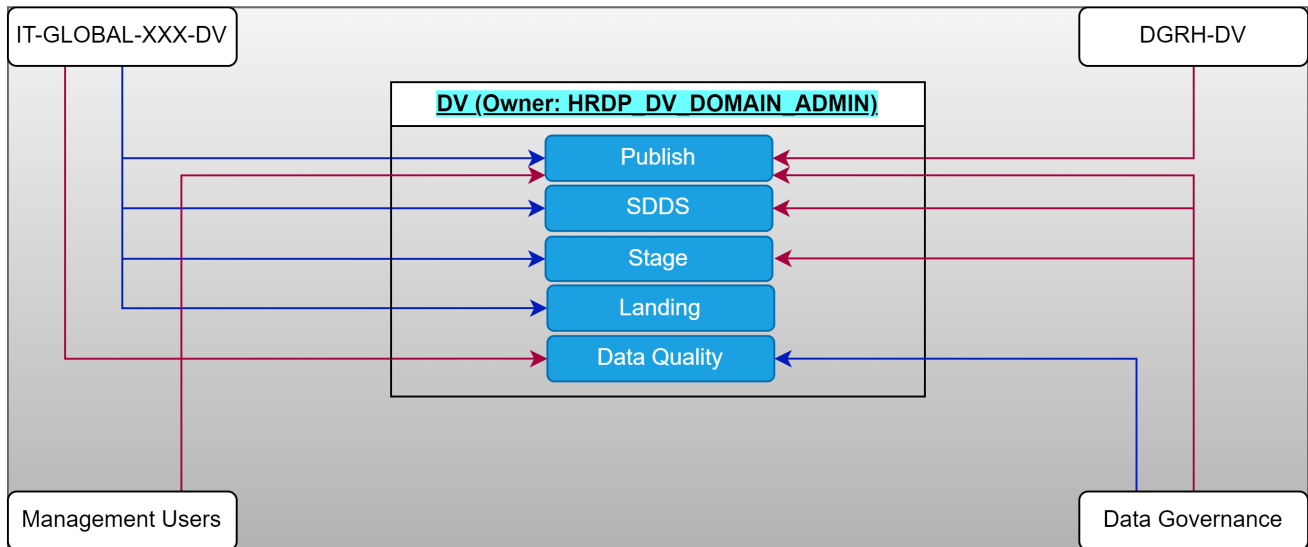 IT-GLOBAL-XXX-DV
DGRH-DV
DV (Owner: HRDP_DV_DOMAIN_ADMIN)
Publish
SDDS
Stage
Landing
Data Quality
Management Users
Data Governance